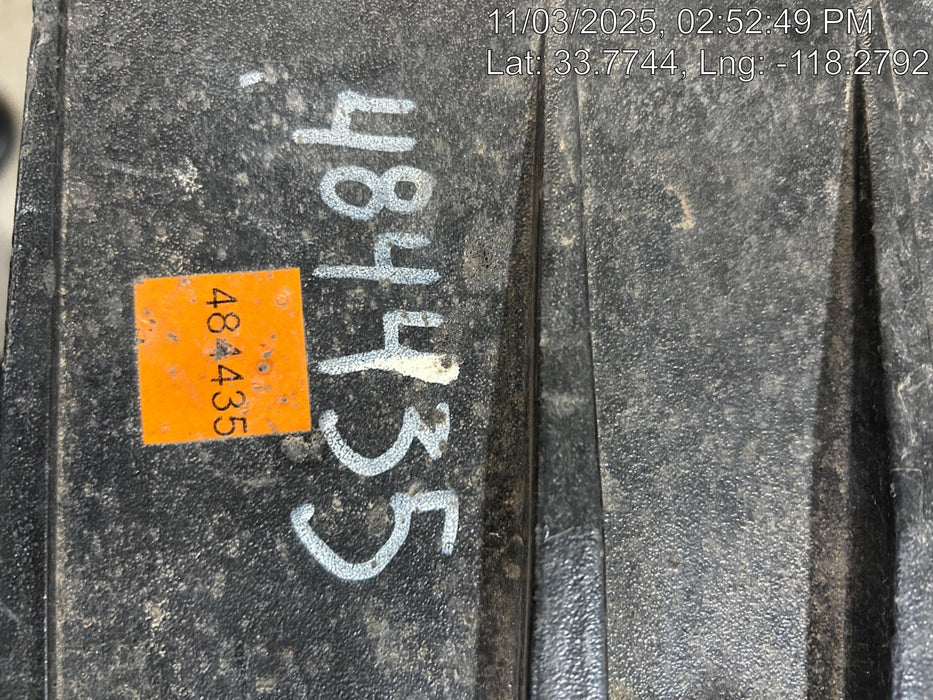 11/03/2025, 02:52:49 PM
Lat: 33.7744, Lng: -118.2792
484435
484435